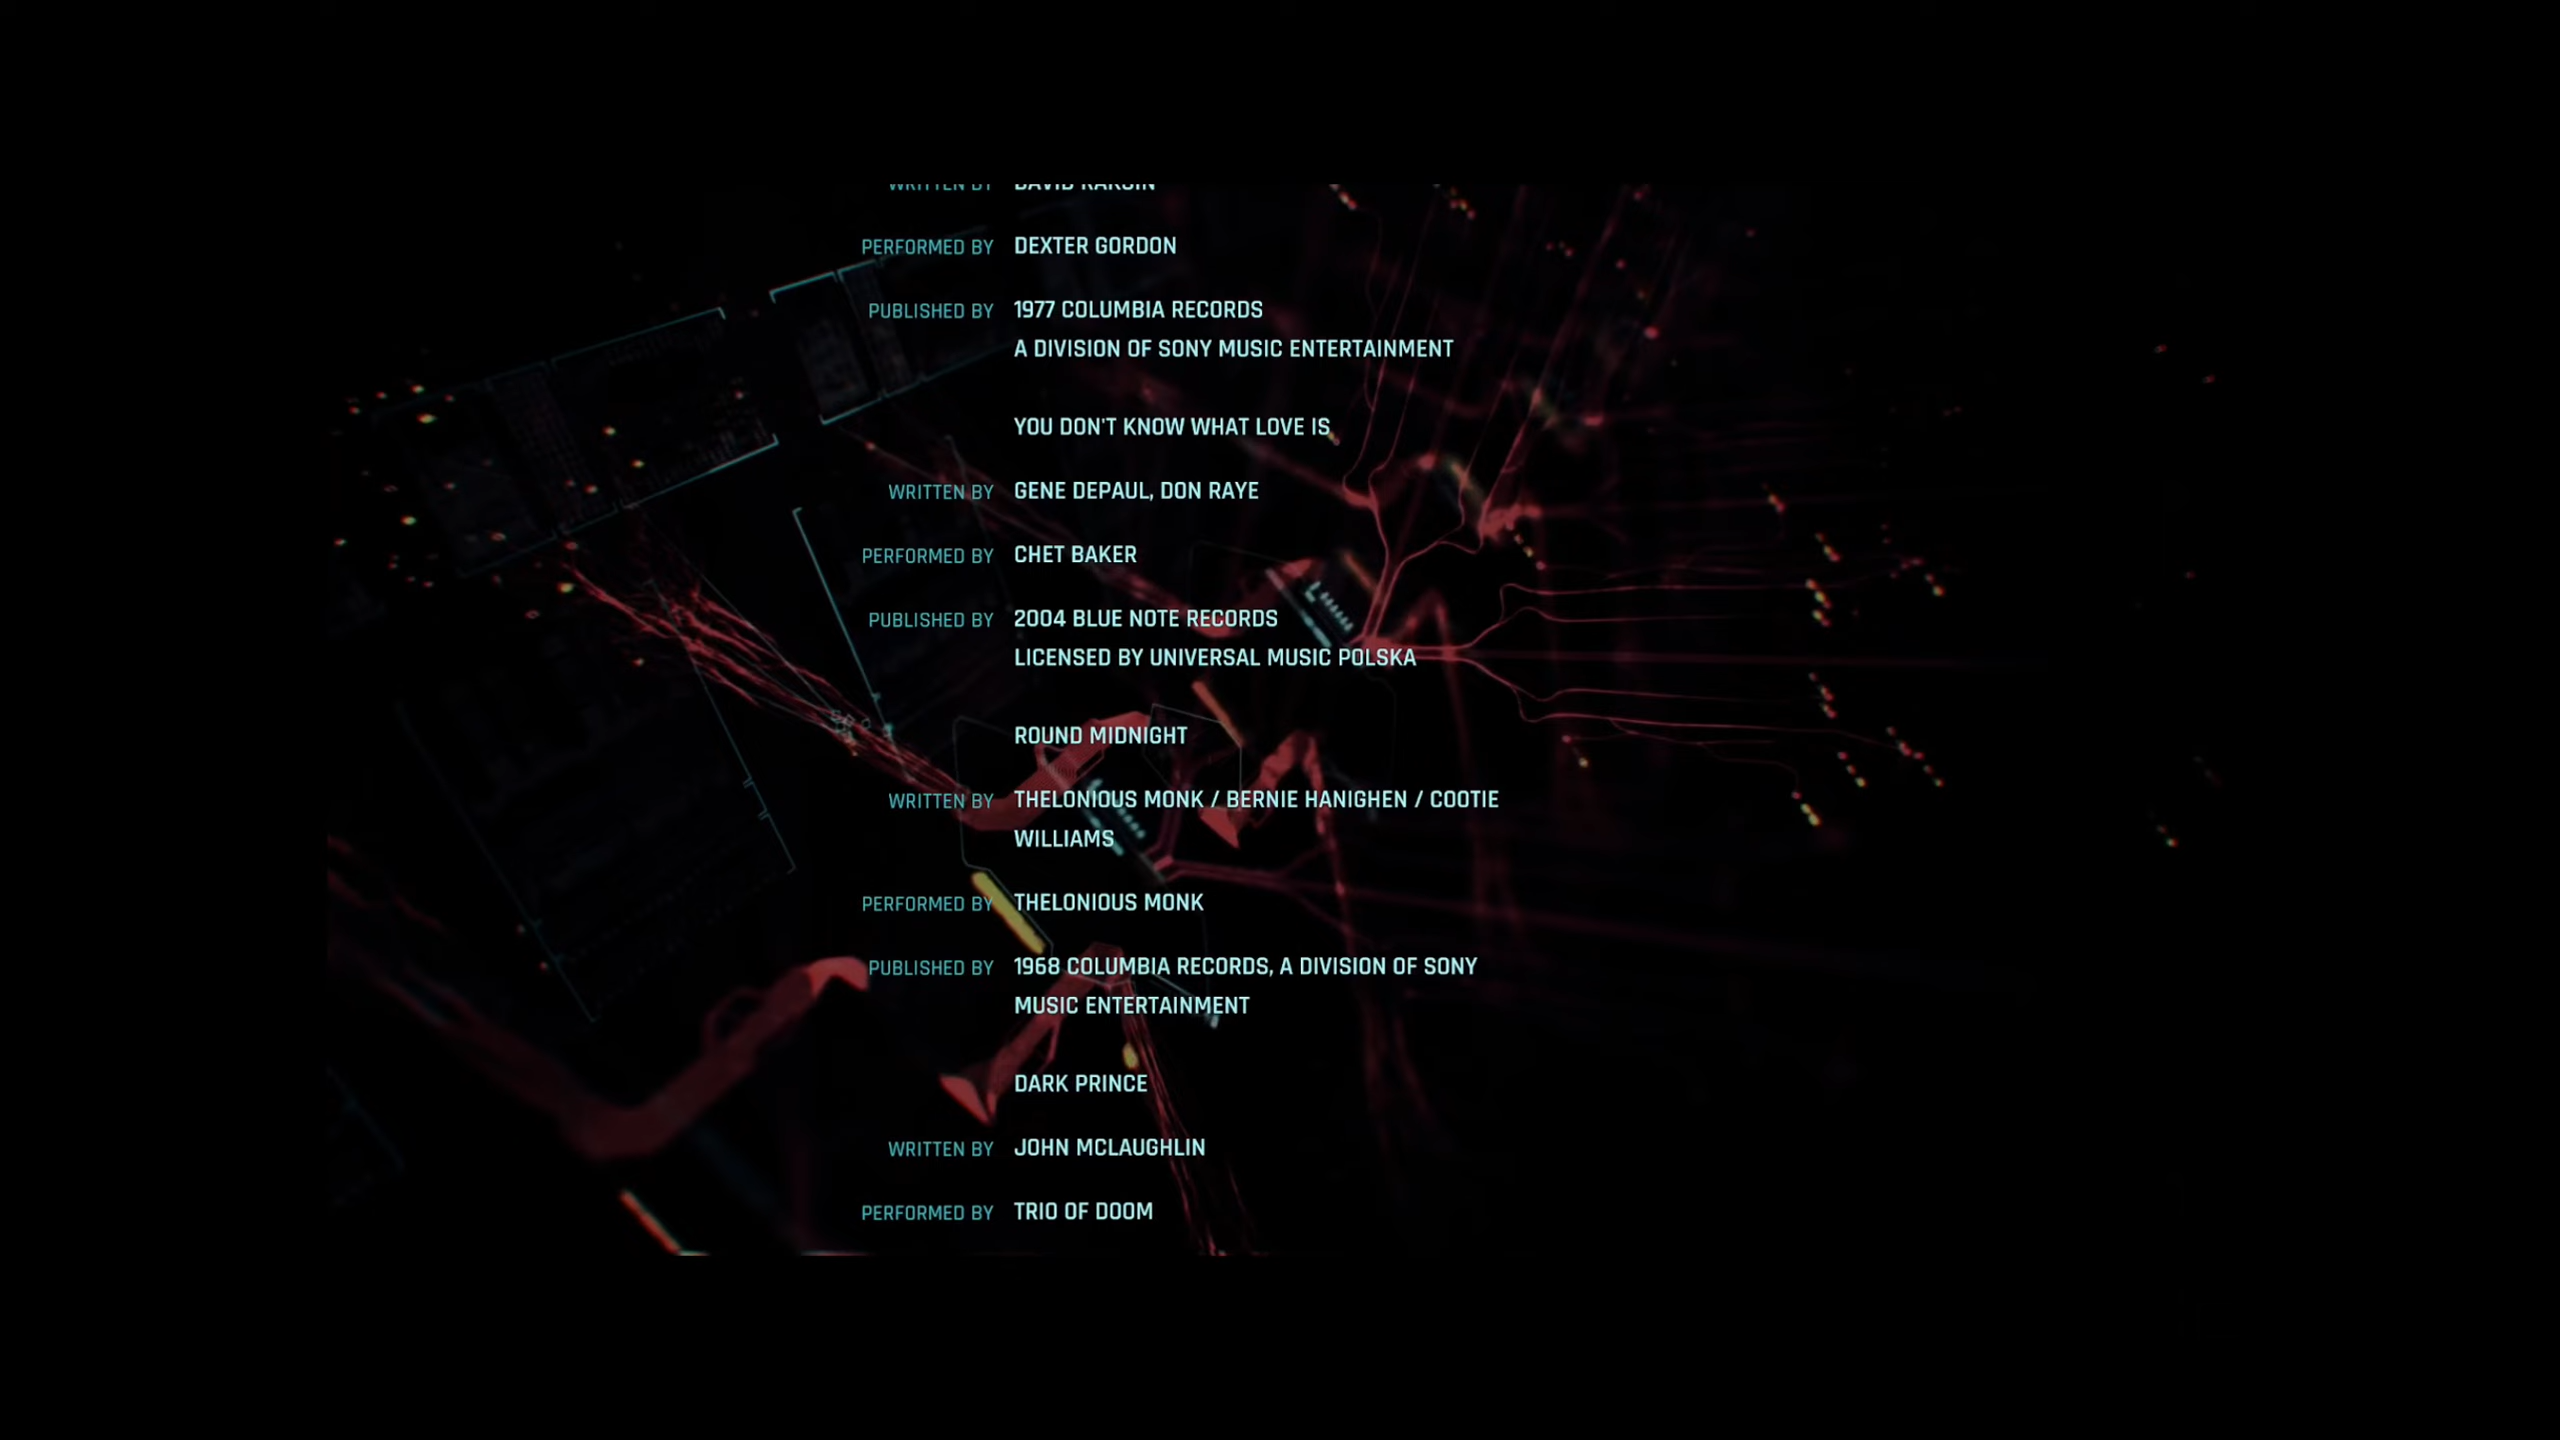 WRITTEN BY DAVID RAKSIN
PERFORMED BY DEXTER GORDON
PUBLISHED BY 1977 COLUMBIA RECORDS
A DIVISION OF SONY MUSIC ENTERTAINMENT
YOU DON'T KNOW WHAT LOVE IS
WRITTEN BY GENE DEPAUL, DON RAYE
PERFORMED BY CHET BAKER
PUBLISHED BY 2004 BLUE NOTE RECORDS
LICENSED BY UNIVERSAL MUSIC POLSKA
ROUND MIDNIGHT
WRITTEN BY THELONIOUS MONK / BERNIE HANIGHEN / COOTIE
WILLIAMS
PERFORMED BY THELONIOUS MONK
PUBLISHED BY 1968 COLUMBIA RECORDS, A DIVISION OF SONY
MUSIC ENTERTAINMENT
DARK PRINCE
WRITTEN BY JOHN MCLAUGHLIN
PERFORMED BY TRIO OF DOOM